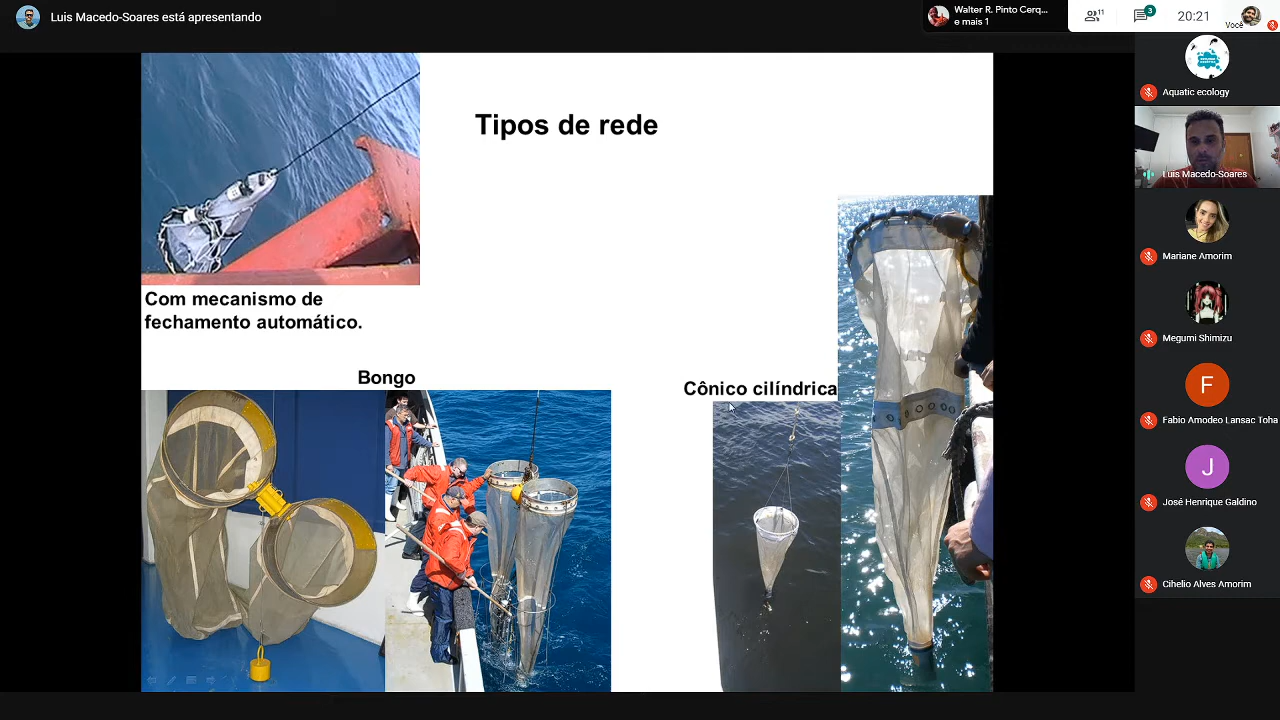 Luis Macedo-Soares está apresentando
Walter R. Pinto Cerq...
e mais 1
11
3
20:21
Você
Tipos de rede
Com mecanismo de
fechamento automático.
Bongo
Cônico cilíndrica
Aquatic ecology
Luis Macedo-Soares
Mariane Amorim
Megumi Shimizu
F
Fabio Amodeo Lansac Toha
J
José Henrique Galdino
Cihelio Alves Amorim